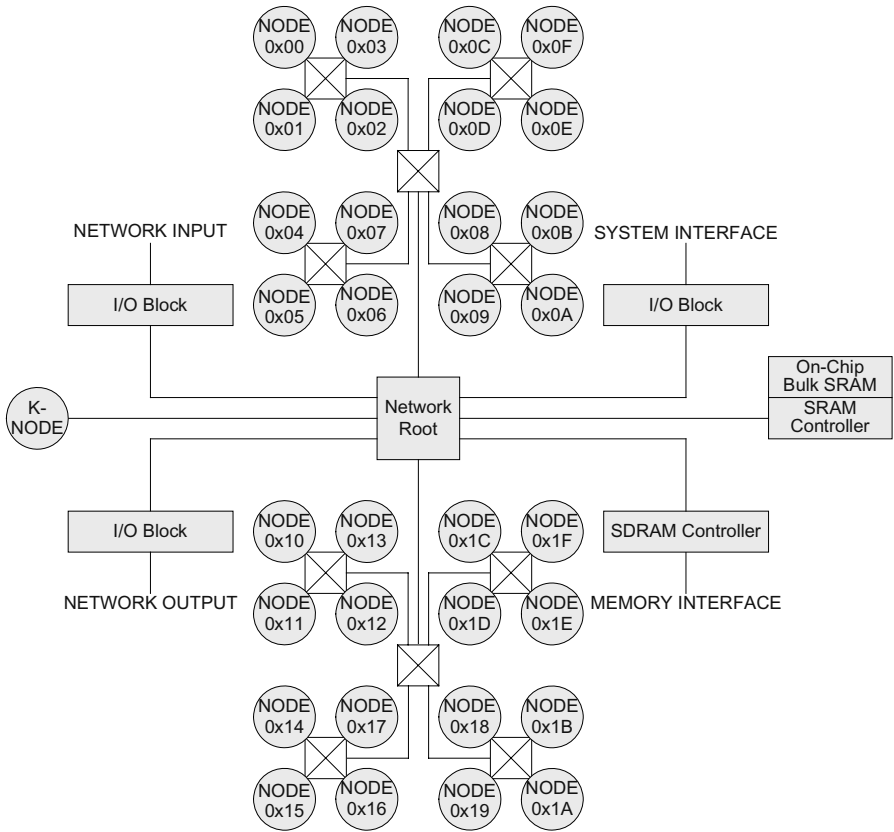 NODE
0x00
NODE
0x03
NODE
0x0C
NODE
0x0F
NODE
0x01
NODE
0x02
NODE
0x0D
NODE
0x0E
NODE
0x04
NODE
0x07
NODE
0x08
NODE
0x0B
NETWORK INPUT
SYSTEM INTERFACE
NODE
0x05
NODE
0x06
NODE
0x09
NODE
0x0A
I/O Block
I/O Block
On-Chip
Bulk SRAM
SRAM
Controller
K-
NODE
Network
Root
I/O Block
SDRAM Controller
NODE
0x10
NODE
0x13
NODE
0x1C
NODE
0x1F
NETWORK OUTPUT
MEMORY INTERFACE
NODE
0x11
NODE
0x12
NODE
0x1D
NODE
0x1E
NODE
0x14
NODE
0x17
NODE
0x18
NODE
0x1B
NODE
0x15
NODE
0x16
NODE
0x19
NODE
0x1A